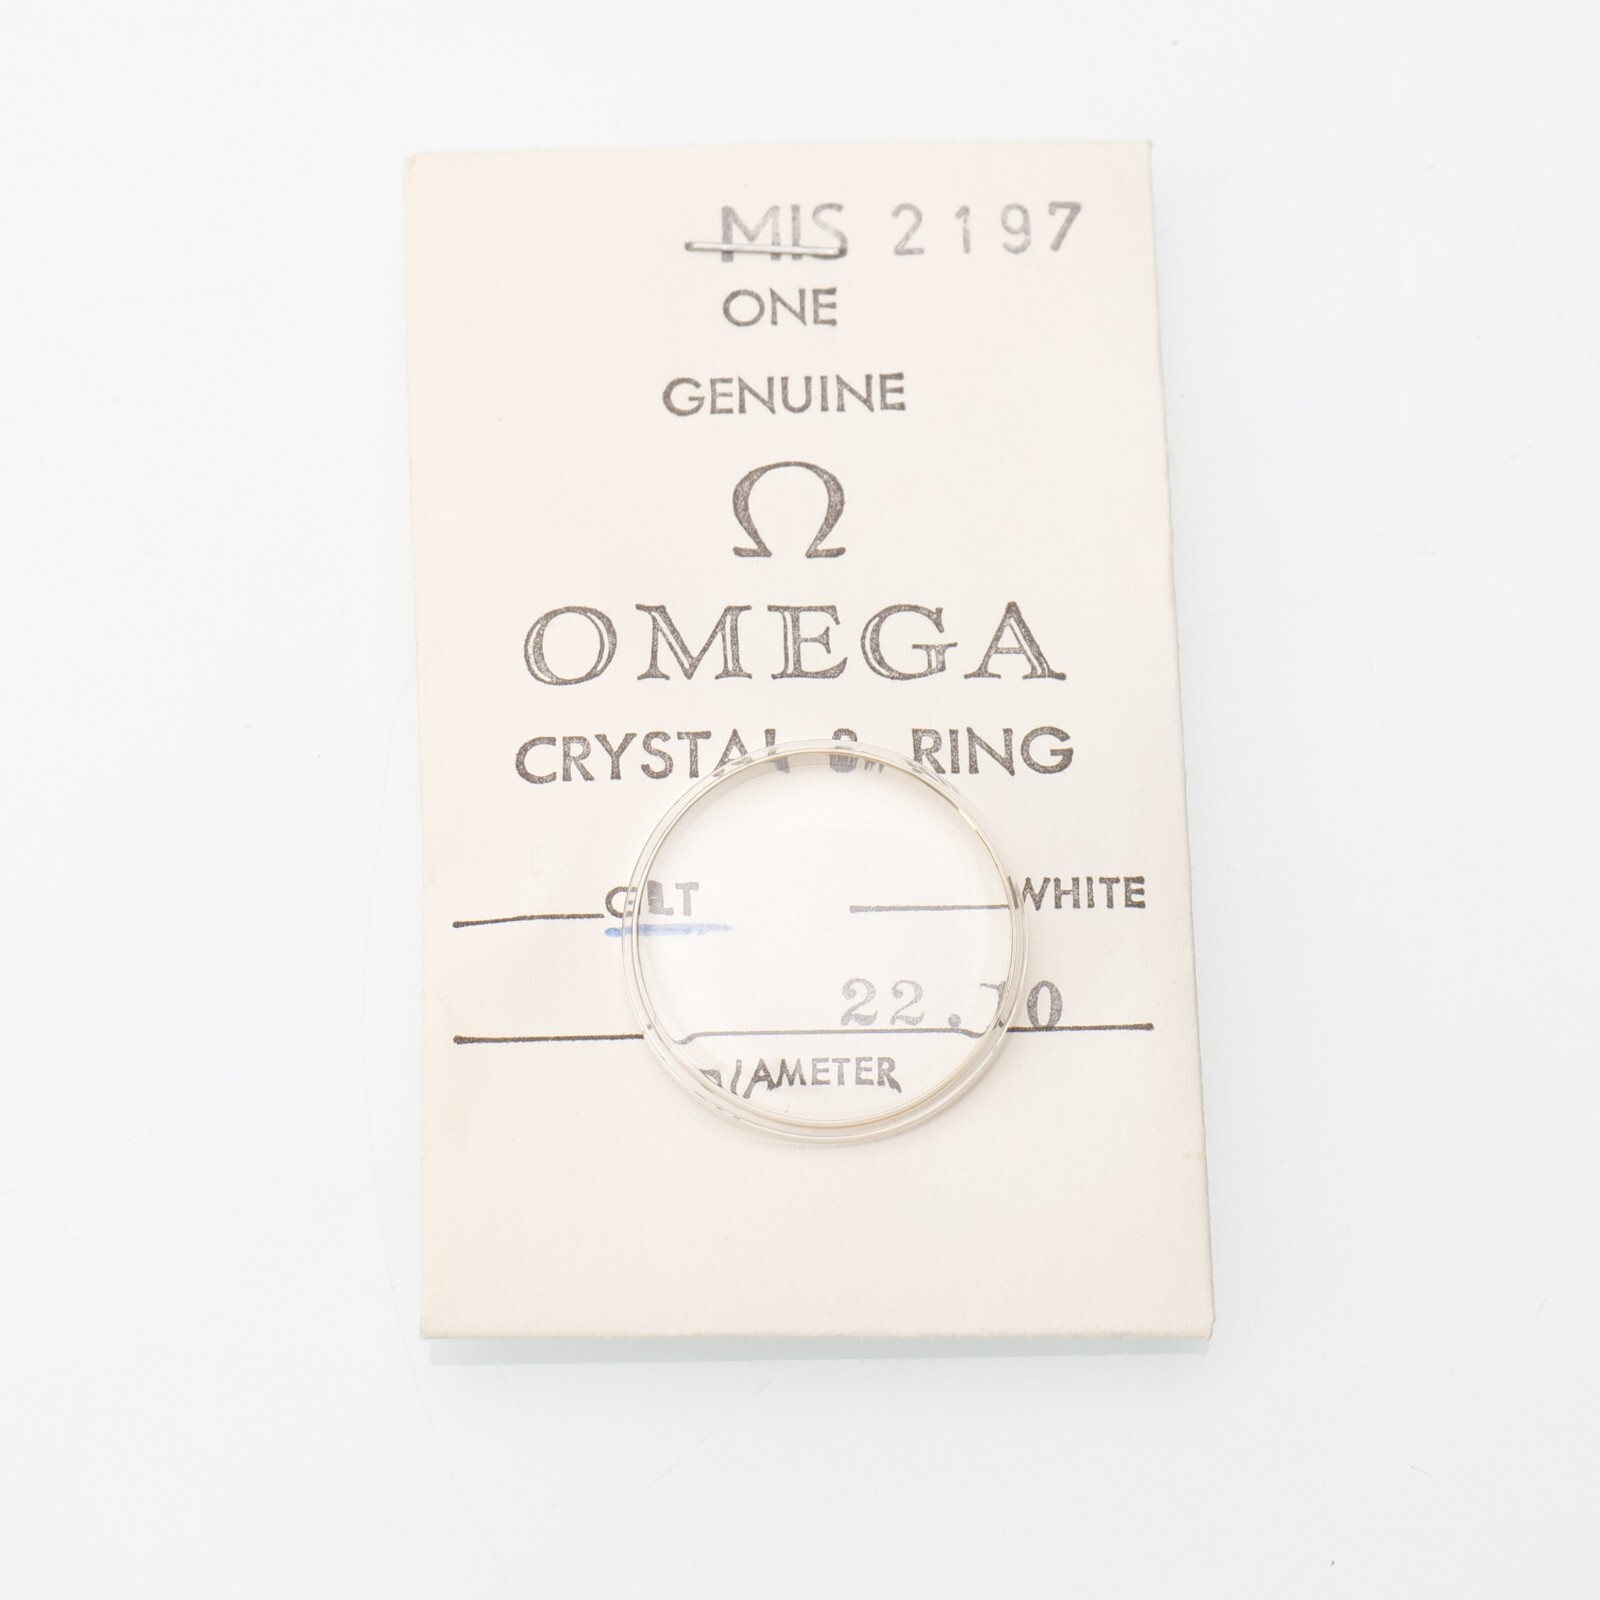 MIS 2197
ONE
GENUINE
Ω
OMEGA
CRYSTAL & RING
GILT WHITE
22.10
DIAMETER